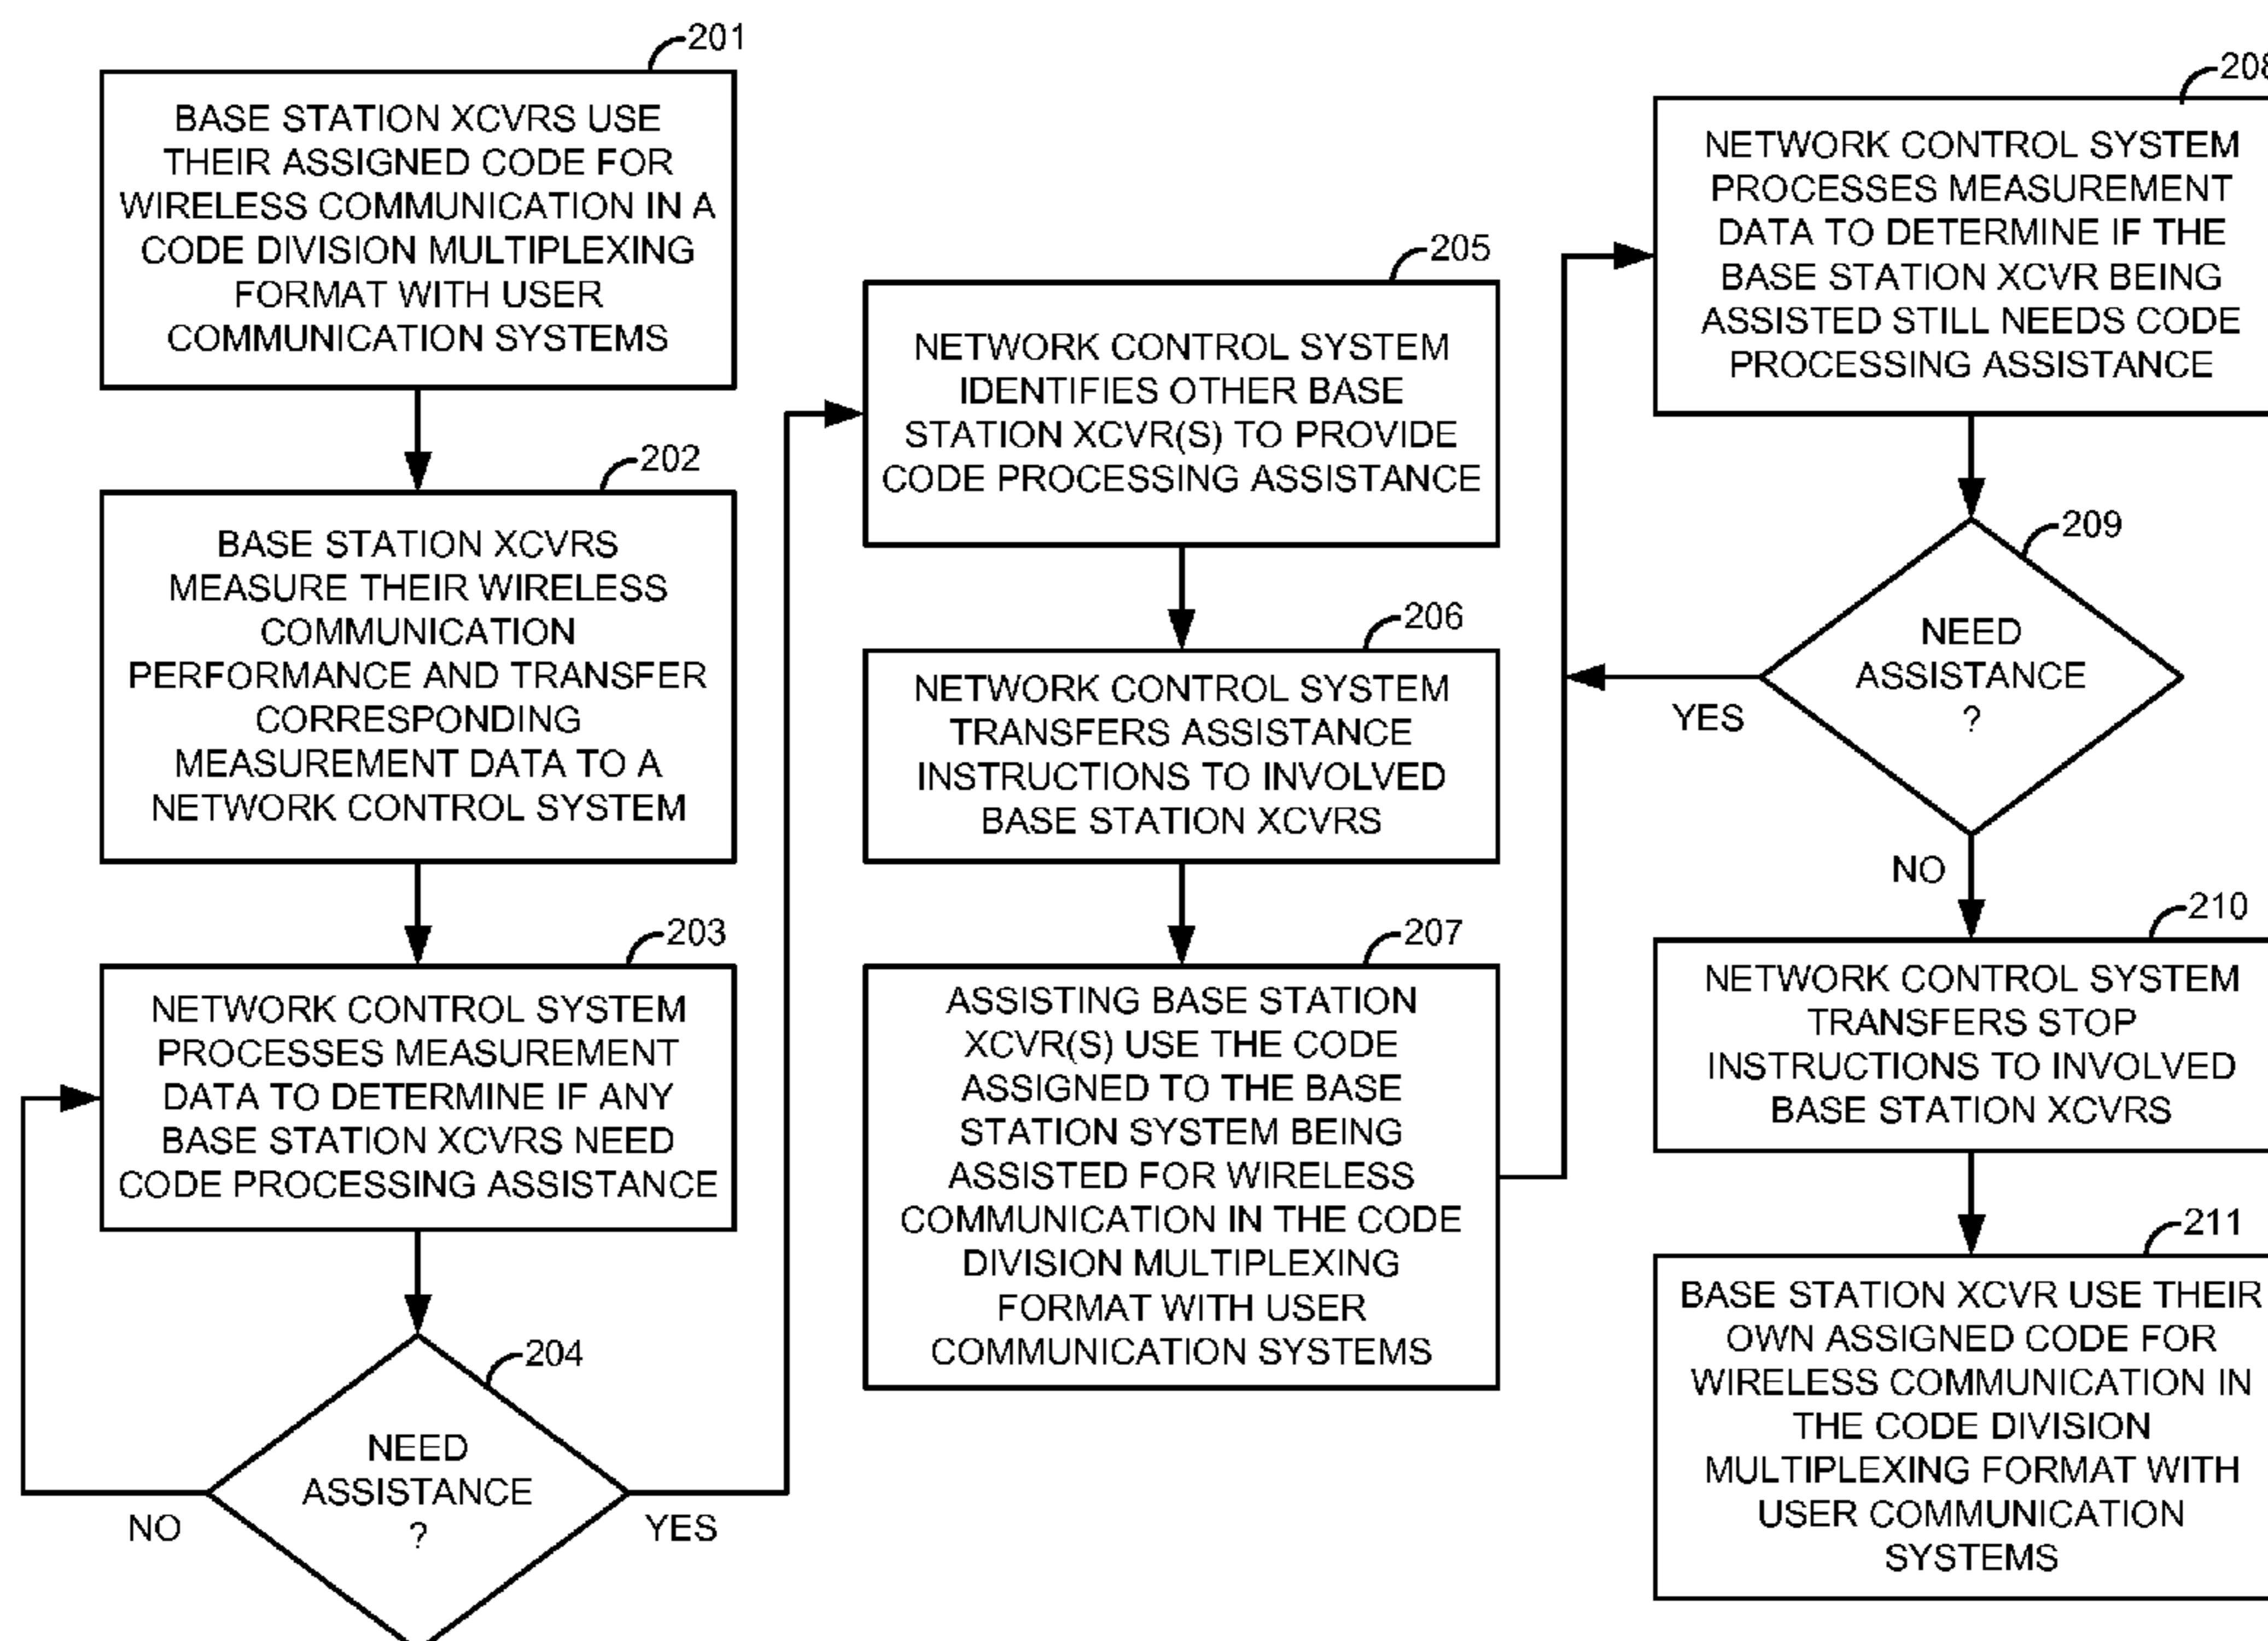 201
BASE STATION XCVRS USE
THEIR ASSIGNED CODE FOR
WIRELESS COMMUNICATION IN A
CODE DIVISION MULTIPLEXING
FORMAT WITH USER
COMMUNICATION SYSTEMS
202
BASE STATION XCVRS
MEASURE THEIR WIRELESS
COMMUNICATION
PERFORMANCE AND TRANSFER
CORRESPONDING
MEASUREMENT DATA TO A
NETWORK CONTROL SYSTEM
203
NETWORK CONTROL SYSTEM
PROCESSES MEASUREMENT
DATA TO DETERMINE IF ANY
BASE STATION XCVRS NEED
CODE PROCESSING ASSISTANCE
204
NEED
ASSISTANCE
?
NO
YES
205
NETWORK CONTROL SYSTEM
IDENTIFIES OTHER BASE
STATION XCVR(S) TO PROVIDE
CODE PROCESSING ASSISTANCE
206
NETWORK CONTROL SYSTEM
TRANSFERS ASSISTANCE
INSTRUCTIONS TO INVOLVED
BASE STATION XCVRS
207
ASSISTING BASE STATION
XCVR(S) USE THE CODE
ASSIGNED TO THE BASE
STATION SYSTEM BEING
ASSISTED FOR WIRELESS
COMMUNICATION IN THE CODE
DIVISION MULTIPLEXING
FORMAT WITH USER
COMMUNICATION SYSTEMS
208
NETWORK CONTROL SYSTEM
PROCESSES MEASUREMENT
DATA TO DETERMINE IF THE
BASE STATION XCVR BEING
ASSISTED STILL NEEDS CODE
PROCESSING ASSISTANCE
209
NEED
ASSISTANCE
?
YES
NO
210
NETWORK CONTROL SYSTEM
TRANSFERS STOP
INSTRUCTIONS TO INVOLVED
BASE STATION XCVRS
211
BASE STATION XCVR USE THEIR
OWN ASSIGNED CODE FOR
WIRELESS COMMUNICATION IN
THE CODE DIVISION
MULTIPLEXING FORMAT WITH
USER COMMUNICATION
SYSTEMS